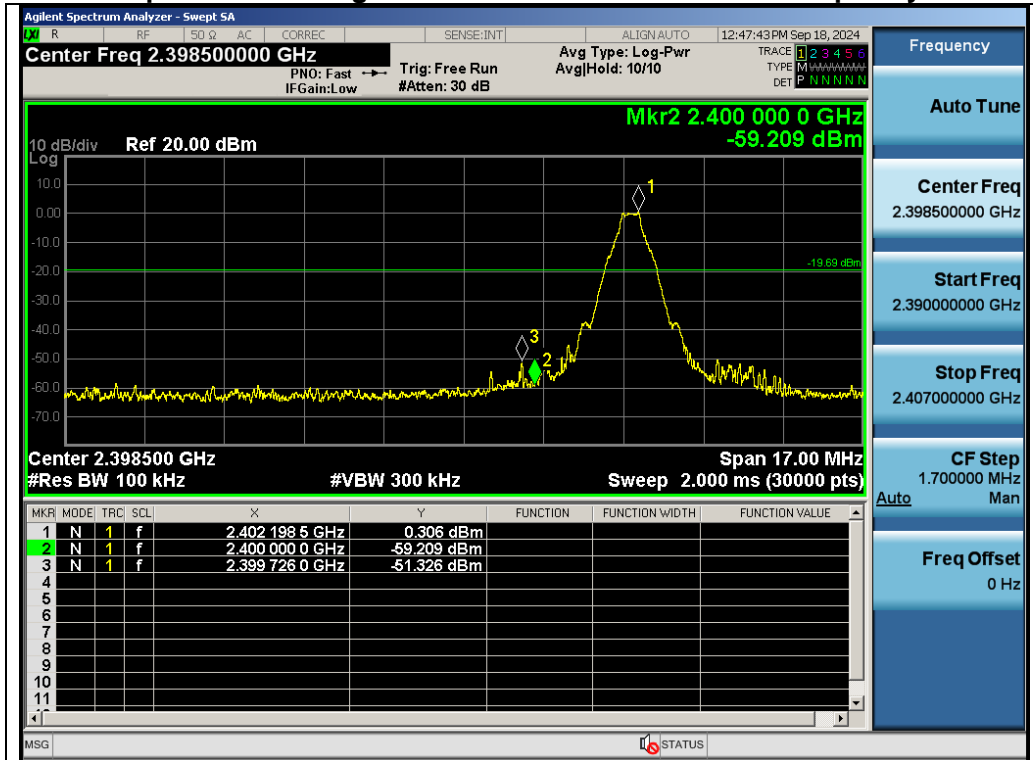 Agilent Spectrum Analyzer - Swept SA
LXI R RF 50 Ω AC CORREC SENSE:INT ALIGN AUTO 12:47:43 PM Sep 18, 2024
Center Freq 2.398500000 GHz
PNO: Fast
IFGain:Low
Trig: Free Run
#Atten: 30 dB
Avg Type: Log-Pwr
Avg|Hold: 10/10
TRACE 1 2 3 4 5 6
TYPE M W W W W W
DET P N N N N N
Mkr2 2.400 000 0 GHz
-59.209 dBm
10 dB/div Ref 20.00 dBm
Log
10.0
0.00
-10.0
-20.0
-30.0
-40.0
-50.0
-60.0
-70.0
1
-19.69 dBm
3
2
Center 2.398500 GHz Span 17.00 MHz
#Res BW 100 kHz #VBW 300 kHz Sweep 2.000 ms (30000 pts)
MKR MODE TRC SCL X Y FUNCTION FUNCTION WIDTH FUNCTION VALUE
1 N 1 f 2.402 198 5 GHz 0.306 dBm
2 N 1 f 2.400 000 0 GHz -59.209 dBm
3 N 1 f 2.399 726 0 GHz -51.326 dBm
4
5
6
7
8
9
10
11
MSG STATUS
Frequency
Auto Tune
Center Freq
2.398500000 GHz
Start Freq
2.390000000 GHz
Stop Freq
2.407000000 GHz
CF Step
1.700000 MHz
Auto Man
Freq Offset
0 Hz